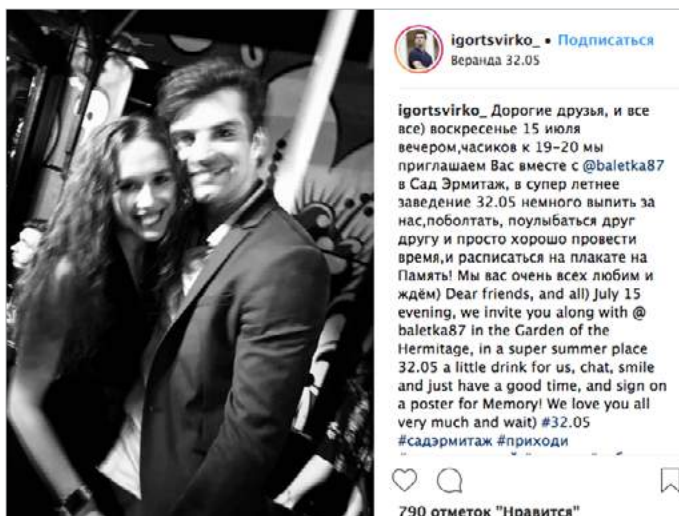 igortsvirko_ • Подписаться
Веранда 32.05
igortsvirko_ Дорогие друзья, и все
все) воскресенье 15 июля
вечером,часиков к 19-20 мы
приглашаем Вас вместе с @baletka87
в Сад Эрмитаж, в супер летнее
заведение 32.05 немного выпить за
нас,поболтать, поулыбаться друг
другу и просто хорошо провести
время,и расписаться на плакате на
Память! Мы вас очень всех любим и
ждём) Dear friends, and all) July 15
evening, we invite you along with @
baletka87 in the Garden of the
Hermitage, in a super summer place
32.05 a little drink for us, chat, smile
and just have a good time, and sign on
a poster for Memory! We love you all
very much and wait) #32.05
#садэрмитаж #приходи
790 отметок "Нравится"